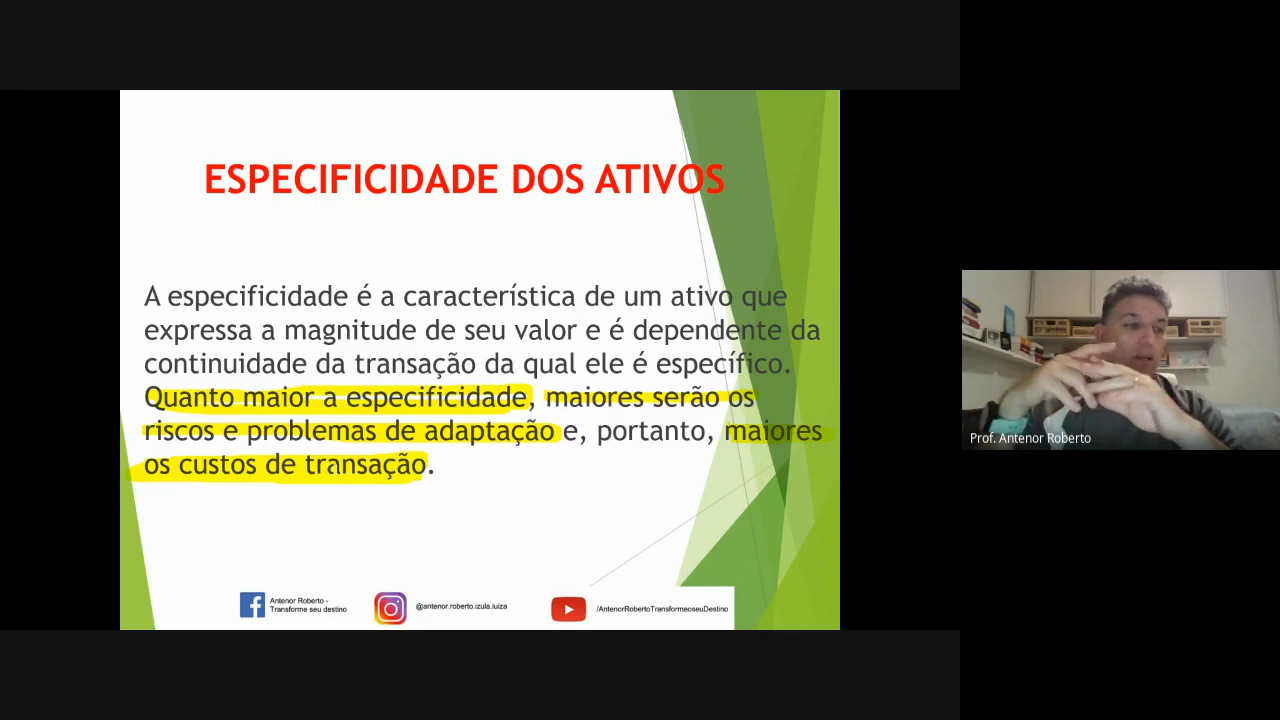 ESPECIFICIDADE DOS ATIVOS
A especificidade é a característica de um ativo que
expressa a magnitude de seu valor e é dependente da
continuidade da transação da qual ele é específico.
Quanto maior a especificidade, maiores serão os
riscos e problemas de adaptação e, portanto, maiores
os custos de transação.
Antenor Roberto -
Transforme seu destino
@antenor.roberto.izula.luiza
/AntenorRobertoTransformeoseuDestino
Prof. Antenor Roberto